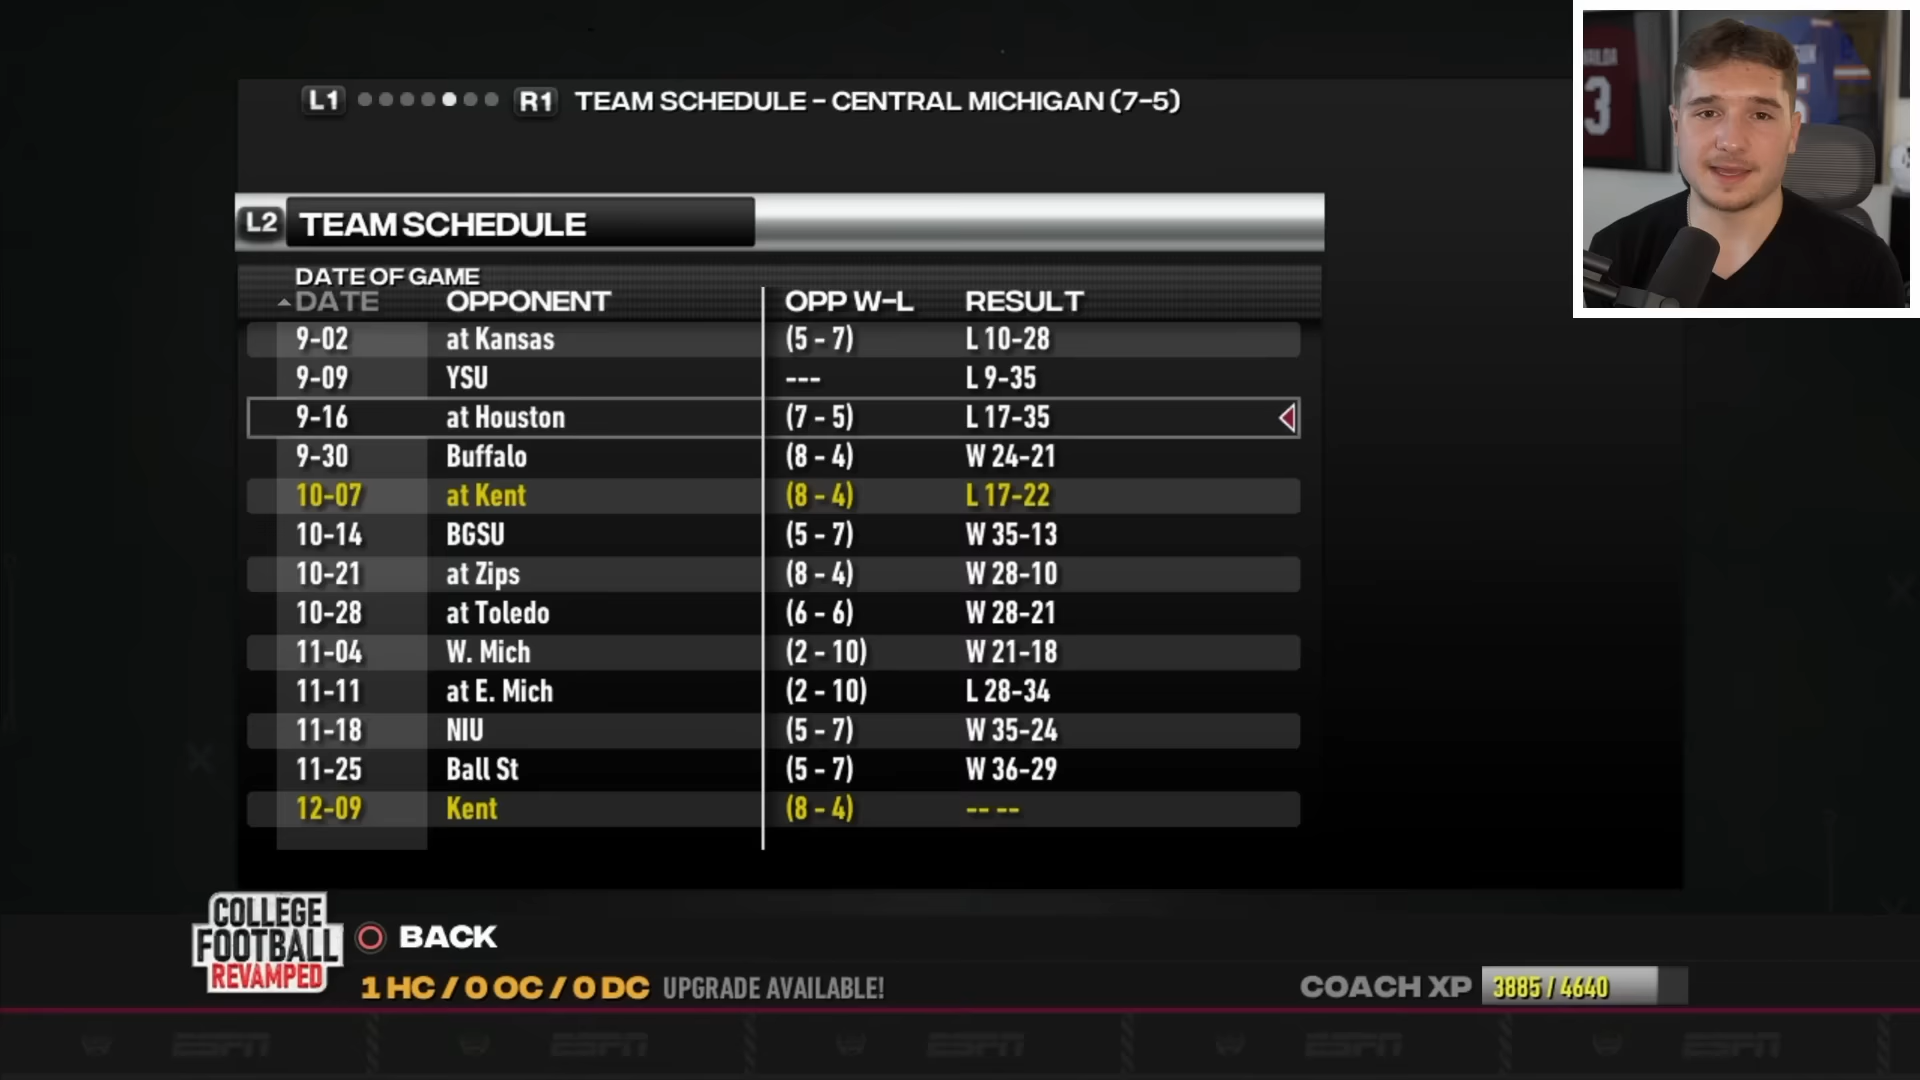 L1 R1 TEAM SCHEDULE - CENTRAL MICHIGAN (7-5)
L2 TEAM SCHEDULE
DATE OF GAME
DATE OPPONENT OPP W-L RESULT
9-02 at Kansas (5 - 7) L 10-28
9-09 YSU --- L 9-35
9-16 at Houston (7 - 5) L 17-35
9-30 Buffalo (8 - 4) W 24-21
10-07 at Kent (8 - 4) L 17-22
10-14 BGSU (5 - 7) W 35-13
10-21 at Zips (8 - 4) W 28-10
10-28 at Toledo (6 - 6) W 28-21
11-04 W. Mich (2 - 10) W 21-18
11-11 at E. Mich (2 - 10) L 28-34
11-18 NIU (5 - 7) W 35-24
11-25 Ball St (5 - 7) W 36-29
12-09 Kent (8 - 4) -- --
COLLEGE
FOOTBALL
REVAMPED
BACK
1 HC / 0 OC / 0 DC UPGRADE AVAILABLE!
COACH XP 3885 / 4640
ESPN ESPN ESPN ESPN ESPN
3